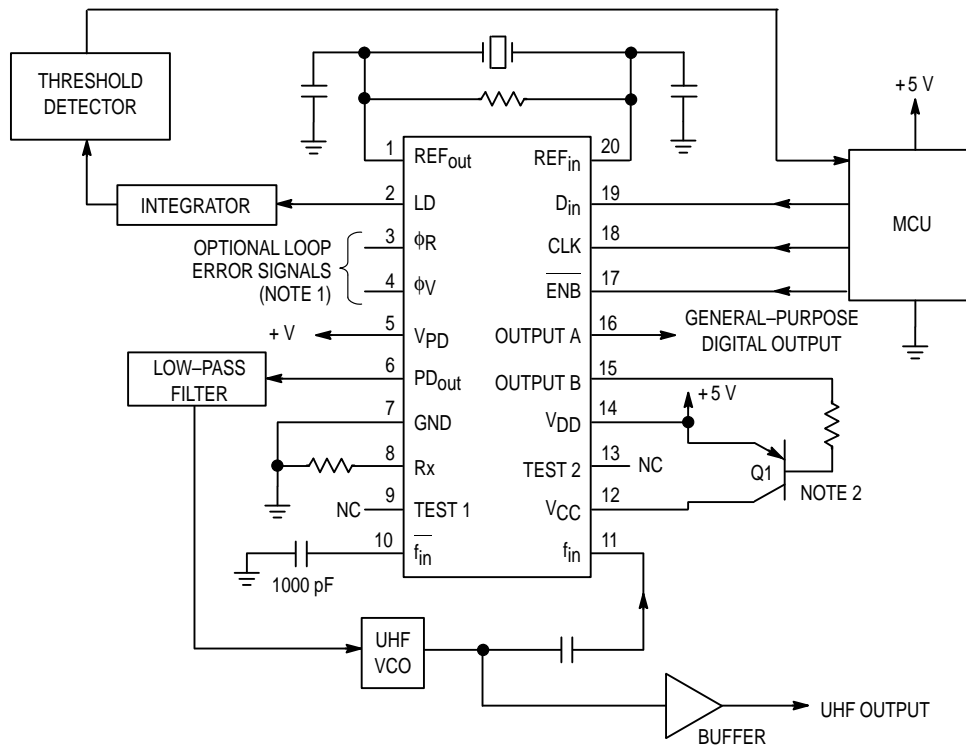 THRESHOLD
DETECTOR
+5 V
1
REFout
20
REFin
INTEGRATOR
2
LD
19
Din
MCU
OPTIONAL LOOP
ERROR SIGNALS
(NOTE 1)
3
ϕR
18
CLK
4
ϕV
17
ENB
+ V
5
VPD
16
OUTPUT A
GENERAL–PURPOSE
DIGITAL OUTPUT
LOW–PASS
FILTER
6
PDout
15
OUTPUT B
+5 V
7
GND
14
VDD
8
Rx
13
TEST 2
NC
Q1
NOTE 2
NC
9
TEST 1
12
VCC
10
fin
11
fin
1000 pF
UHF
VCO
BUFFER
UHF OUTPUT